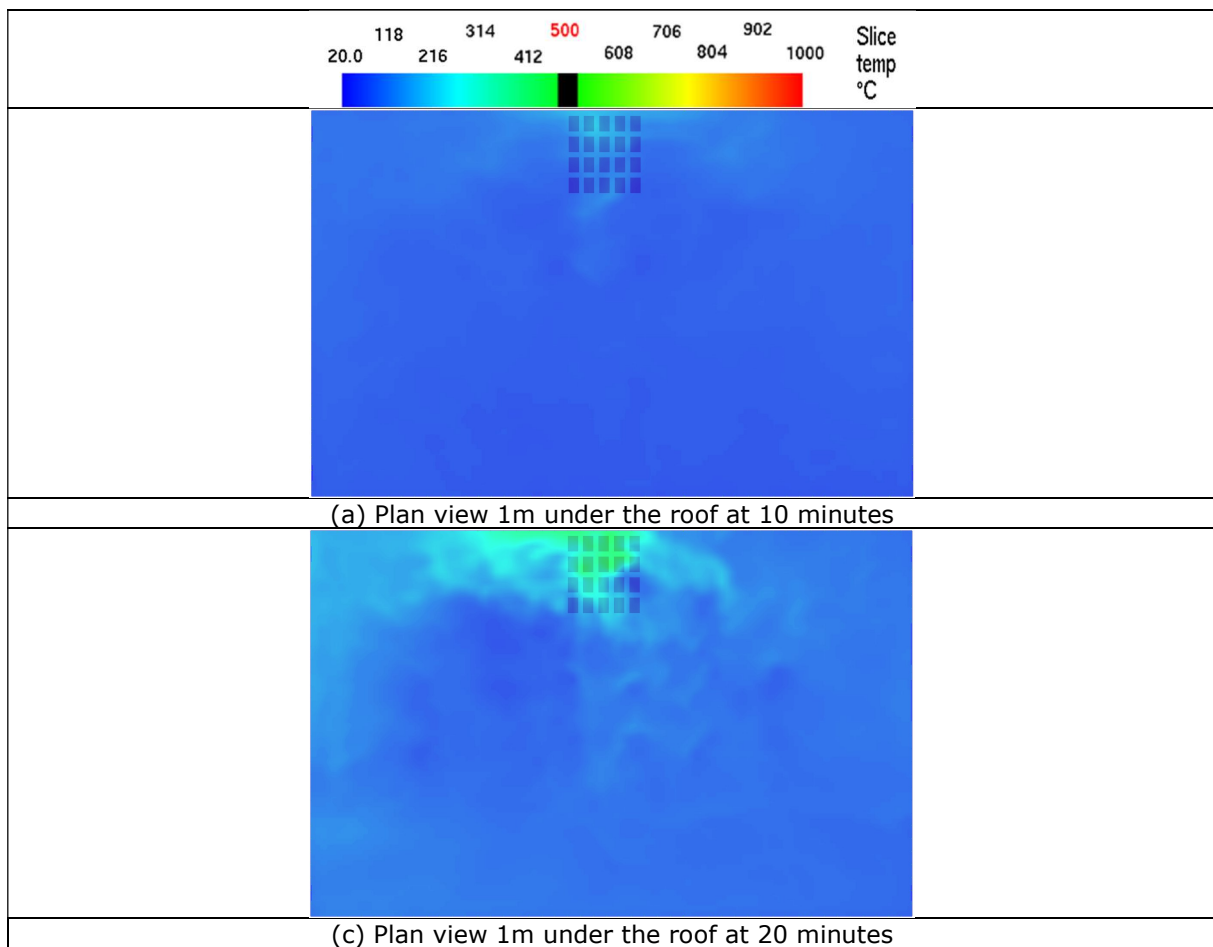 118 314 500 706 902 Slice
20.0 216 412 608 804 1000 temp
°C
(a) Plan view 1m under the roof at 10 minutes
(c) Plan view 1m under the roof at 20 minutes